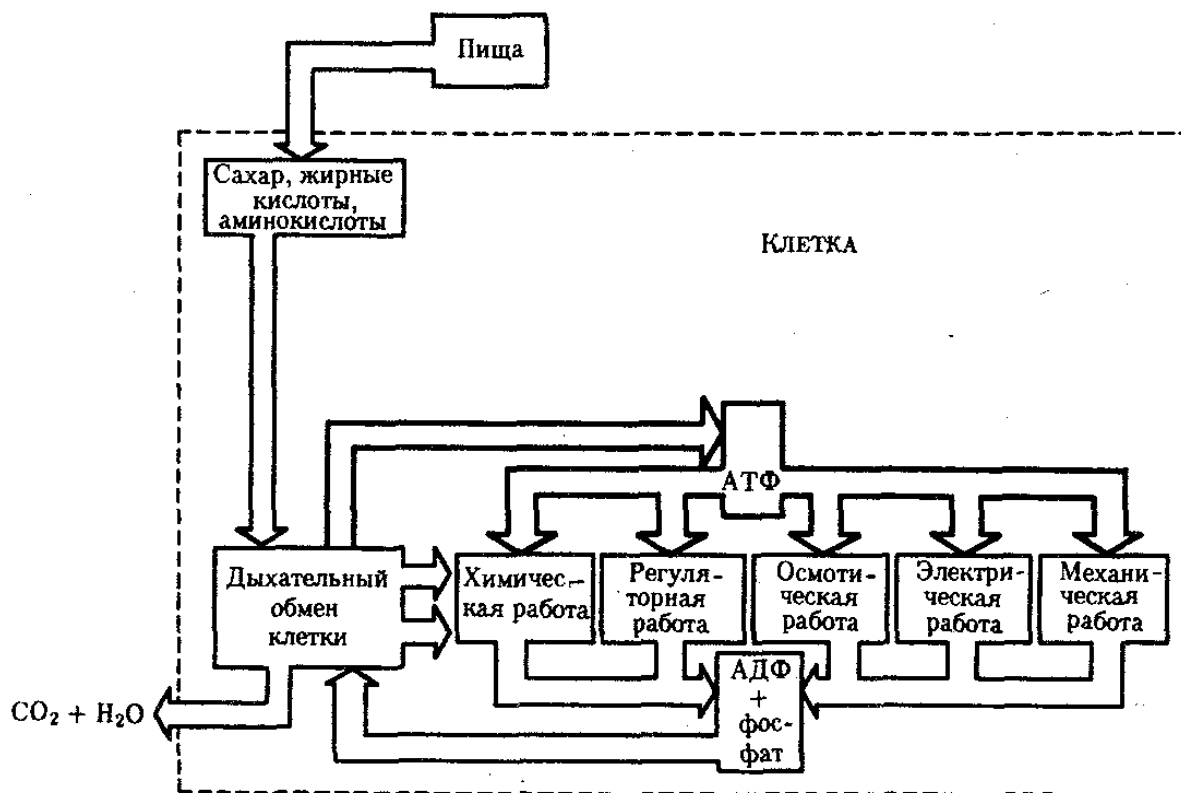 Пища
Сахар, жирные
кислоты,
аминокислоты
КЛЕТКА
АТФ
Дыхательный
обмен
клетки
Химичес-
кая работа
Регуля-
торная
работа
Осмоти-
ческая
работа
Электри-
ческая
работа
Механи-
ческая
работа
АДФ
+
фос-
фат
CO₂ + H₂O